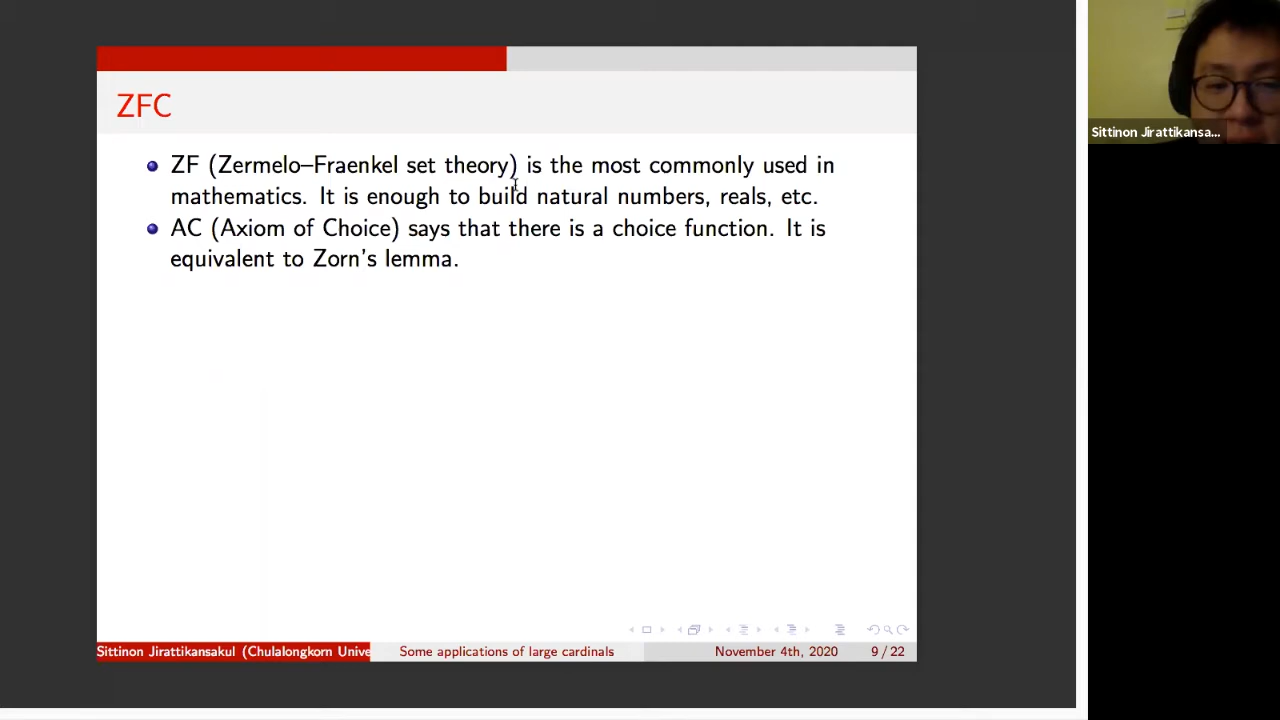 ZFC
ZF (Zermelo–Fraenkel set theory) is the most commonly used in
mathematics. It is enough to build natural numbers, reals, etc.
AC (Axiom of Choice) says that there is a choice function. It is
equivalent to Zorn's lemma.
Sittinon Jirattikansakul (Chulalongkorn Unive
Some applications of large cardinals
November 4th, 2020
9 / 22
Sittinon Jirattikansa...